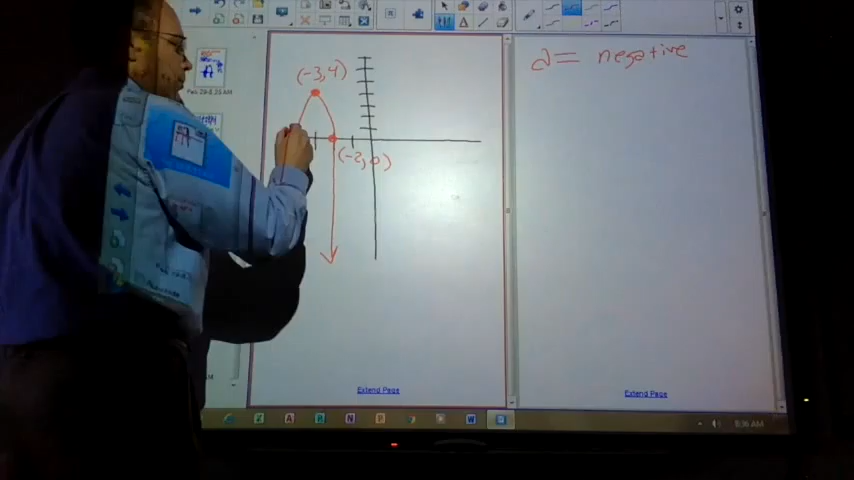 (-3,4)
(-2,0)
a = negative
Extend Page
Extend Page